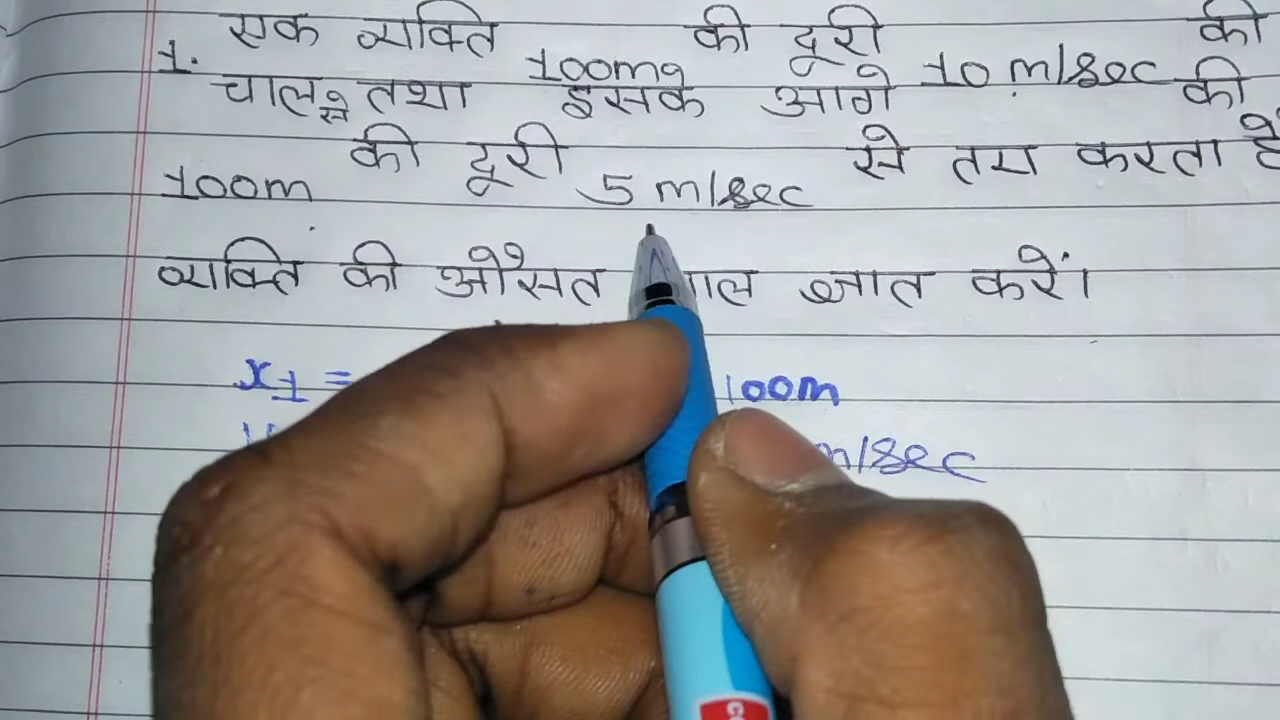 1. एक व्यक्ति 100m की दूरी 10 m/sec की
चाल से तथा इसके आगे की
100m की दूरी 5 m/sec से तय करता है
व्यक्ति की औसत चाल ज्ञात करें।
x1 = 100m
m/sec